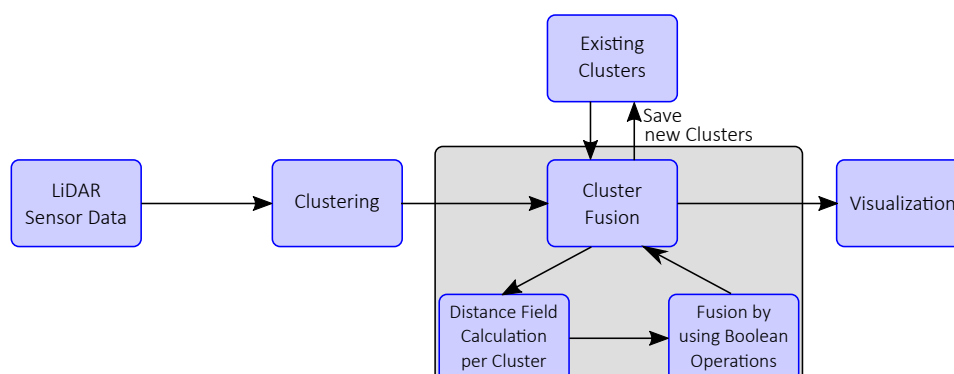 Existing
Clusters
Save
new Clusters
LiDAR
Sensor Data
Clustering
Cluster
Fusion
Visualization
Distance Field
Calculation
per Cluster
Fusion by
using Boolean
Operations